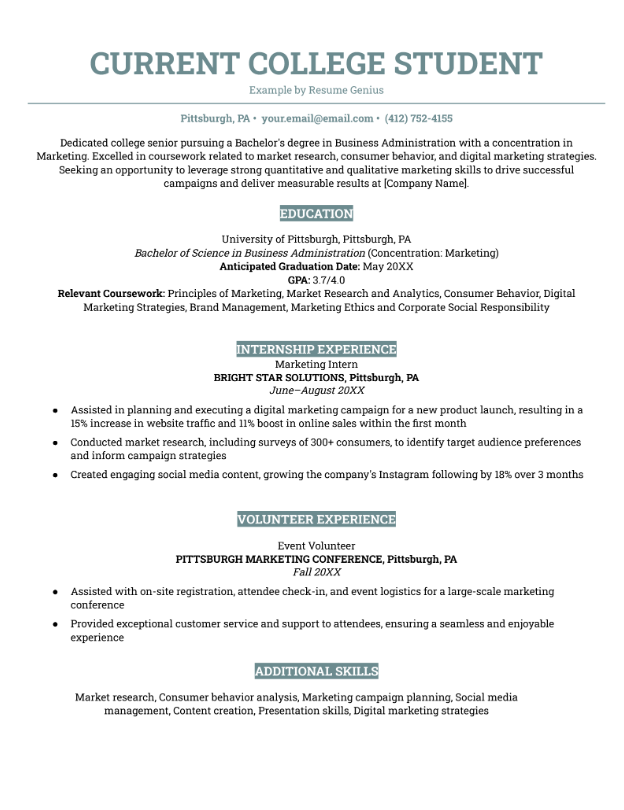 CURRENT COLLEGE STUDENT
Example by Resume Genius
Pittsburgh, PA • your.email@email.com • (412) 752-4155
Dedicated college senior pursuing a Bachelor's degree in Business Administration with a concentration in
Marketing. Excelled in coursework related to market research, consumer behavior, and digital marketing strategies.
Seeking an opportunity to leverage strong quantitative and qualitative marketing skills to drive successful
campaigns and deliver measurable results at [Company Name].
EDUCATION
University of Pittsburgh, Pittsburgh, PA
Bachelor of Science in Business Administration (Concentration: Marketing)
Anticipated Graduation Date: May 20XX
GPA: 3.7/4.0
Relevant Coursework: Principles of Marketing, Market Research and Analytics, Consumer Behavior, Digital
Marketing Strategies, Brand Management, Marketing Ethics and Corporate Social Responsibility
INTERNSHIP EXPERIENCE
Marketing Intern
BRIGHT STAR SOLUTIONS, Pittsburgh, PA
June–August 20XX
● Assisted in planning and executing a digital marketing campaign for a new product launch, resulting in a
15% increase in website traffic and 11% boost in online sales within the first month
● Conducted market research, including surveys of 300+ consumers, to identify target audience preferences
and inform campaign strategies
● Created engaging social media content, growing the company's Instagram following by 18% over 3 months
VOLUNTEER EXPERIENCE
Event Volunteer
PITTSBURGH MARKETING CONFERENCE, Pittsburgh, PA
Fall 20XX
● Assisted with on-site registration, attendee check-in, and event logistics for a large-scale marketing
conference
● Provided exceptional customer service and support to attendees, ensuring a seamless and enjoyable
experience
ADDITIONAL SKILLS
Market research, Consumer behavior analysis, Marketing campaign planning, Social media
management, Content creation, Presentation skills, Digital marketing strategies